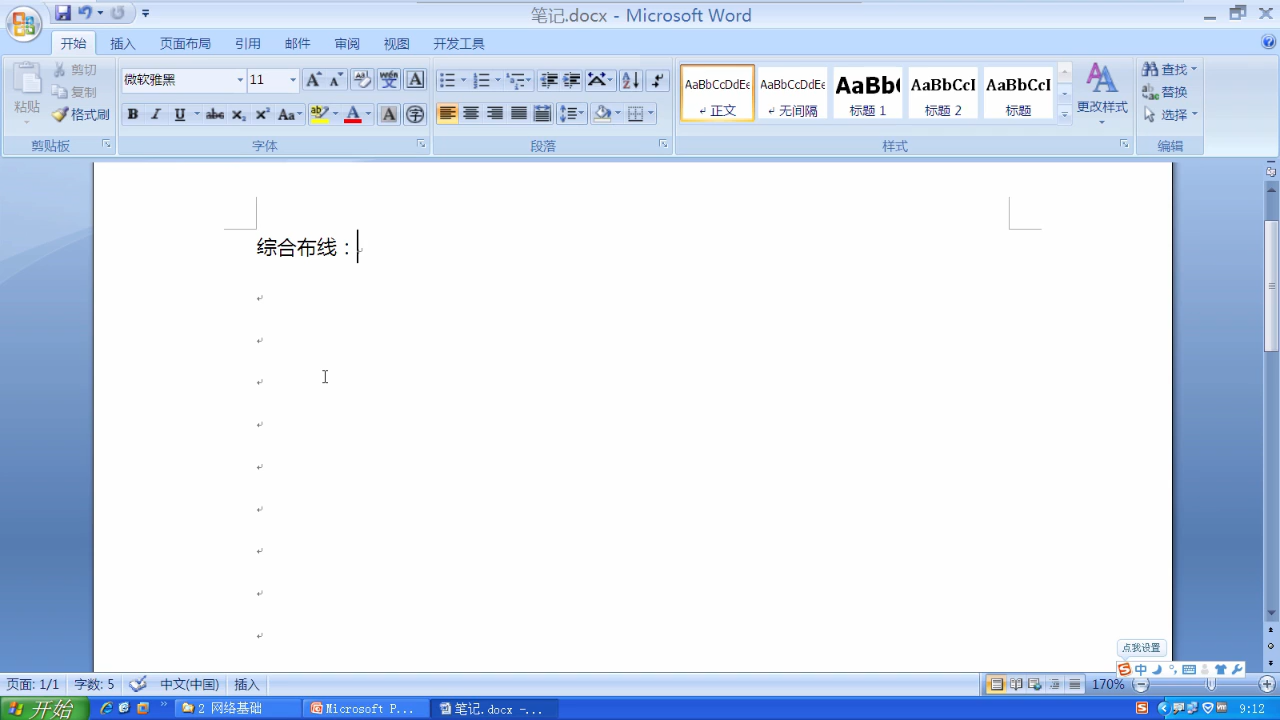 笔记.docx - Microsoft Word
开始 插入 页面布局 引用 邮件 审阅 视图 开发工具
粘贴 剪切 复制 格式刷
微软雅黑 11
AaBbCcDdEe AaBbCcDdEe AaBb( AaBbCcI AaBbCcI
正文 无间隔 标题 1 标题 2 标题
更改样式
查找 替换 选择
剪贴板 字体 段落 样式 编辑
综合布线：
点我设置
中
页面: 1/1 字数: 5 中文(中国) 插入 170%
开始 2 网络基础 Microsoft P... 笔记.docx -... 9:12